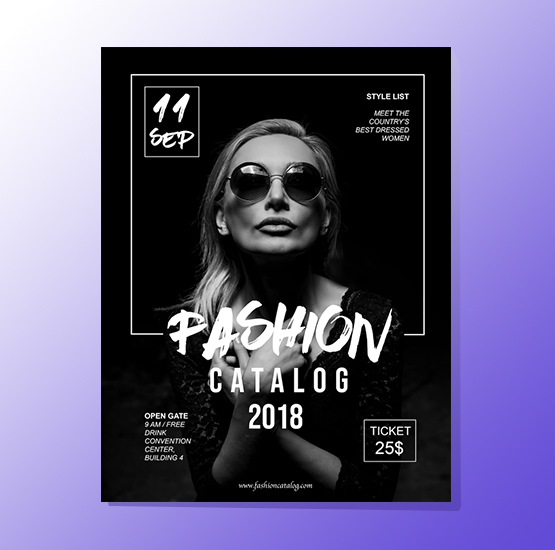 11
SEP
STYLE LIST
MEET THE
COUNTRY'S
BEST DRESSED
WOMEN
FASHION
CATALOG
2018
OPEN GATE
9 AM / FREE
DRINK
CONVENTION
CENTER,
BUILDING 4
TICKET
25$
www.fashioncatalog.com